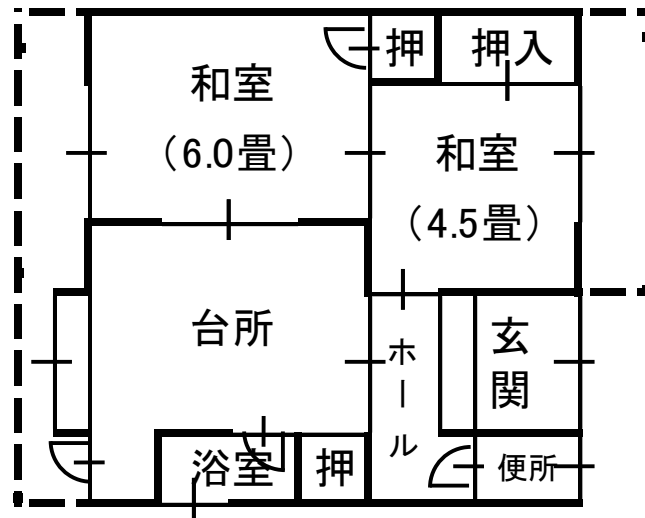 押
押入
和室
（6.0畳）
和室
（4.5畳）
台所
ホール
玄
関
浴室
押
便所